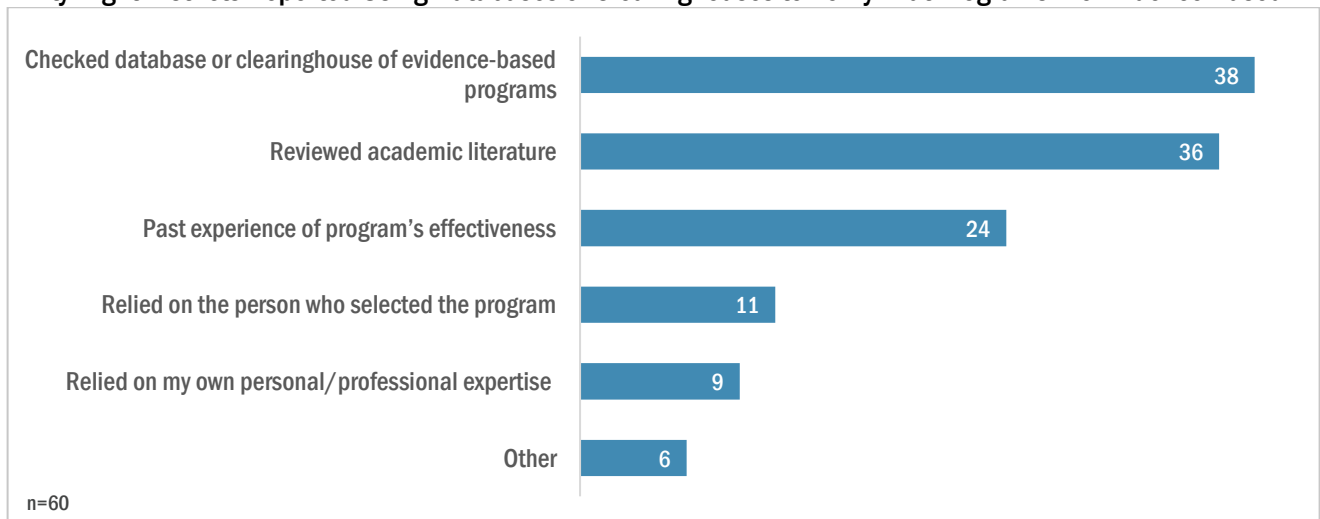 Checked database or clearinghouse of evidence-based
programs
38
Reviewed academic literature
36
Past experience of program’s effectiveness
24
Relied on the person who selected the program
11
Relied on my own personal/professional expertise
9
Other
6
n=60